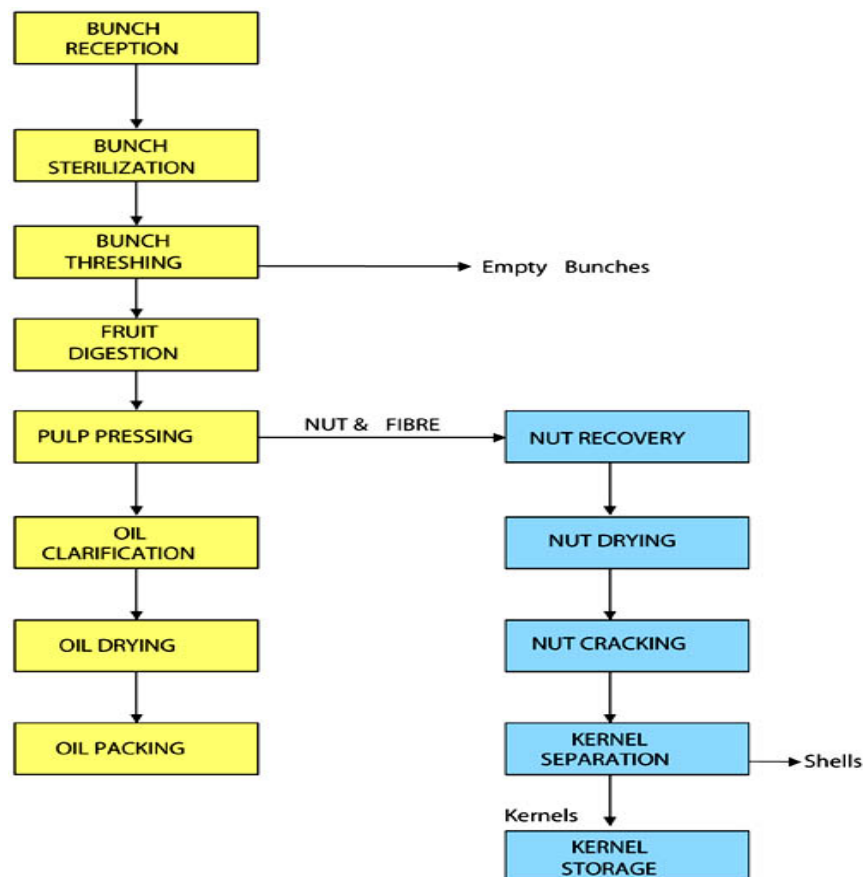 BUNCH
RECEPTION
BUNCH
STERILIZATION
BUNCH
THRESHING
Empty Bunches
FRUIT
DIGESTION
PULP PRESSING
NUT & FIBRE
NUT RECOVERY
OIL
CLARIFICATION
NUT DRYING
OIL DRYING
NUT CRACKING
OIL PACKING
KERNEL
SEPARATION
Shells
Kernels
KERNEL
STORAGE